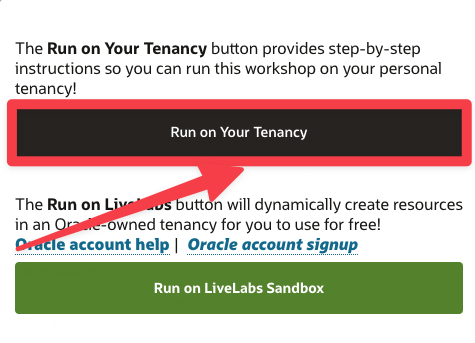 The Run on Your Tenancy button provides step-by-step
instructions so you can run this workshop on your personal
tenancy!
Run on Your Tenancy
The Run on LiveLabs button will dynamically create resources
in an Oracle-owned tenancy for you to use for free!
Oracle account help | Oracle account signup
Run on LiveLabs Sandbox